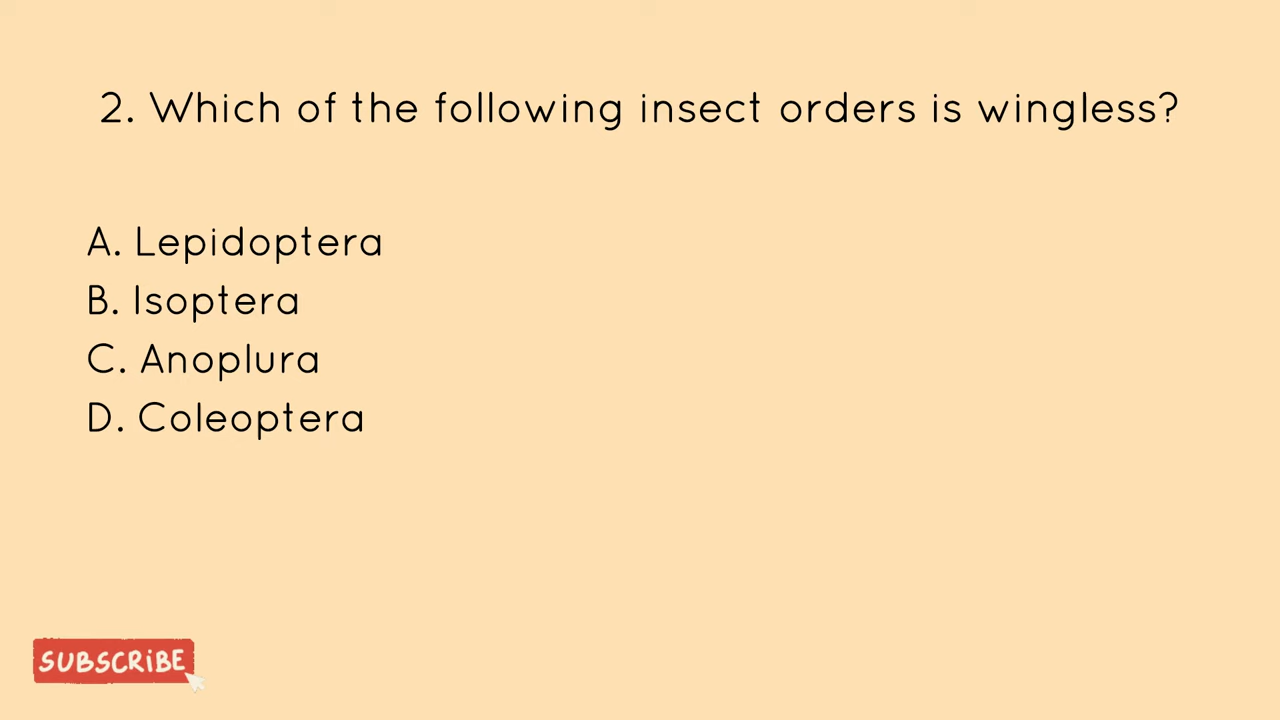 2. Which of the following insect orders is wingless?
A. Lepidoptera
B. Isoptera
C. Anoplura
D. Coleoptera
SUBSCRiBE